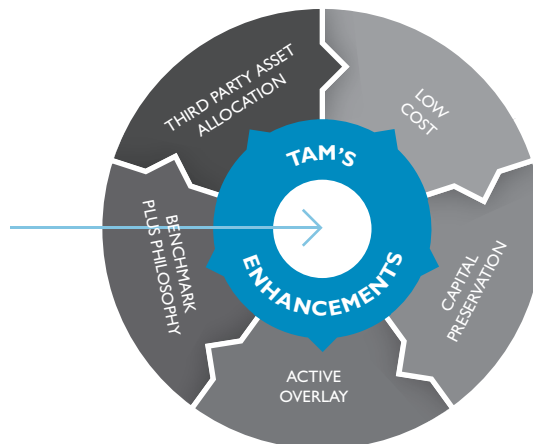 THIRD PARTY ASSET
ALLOCATION
LOW
COST
TAM'S
ENHANCEMENTS
BENCHMARK
PLUS PHILOSOPHY
CAPITAL
PRESERVATION
ACTIVE
OVERLAY